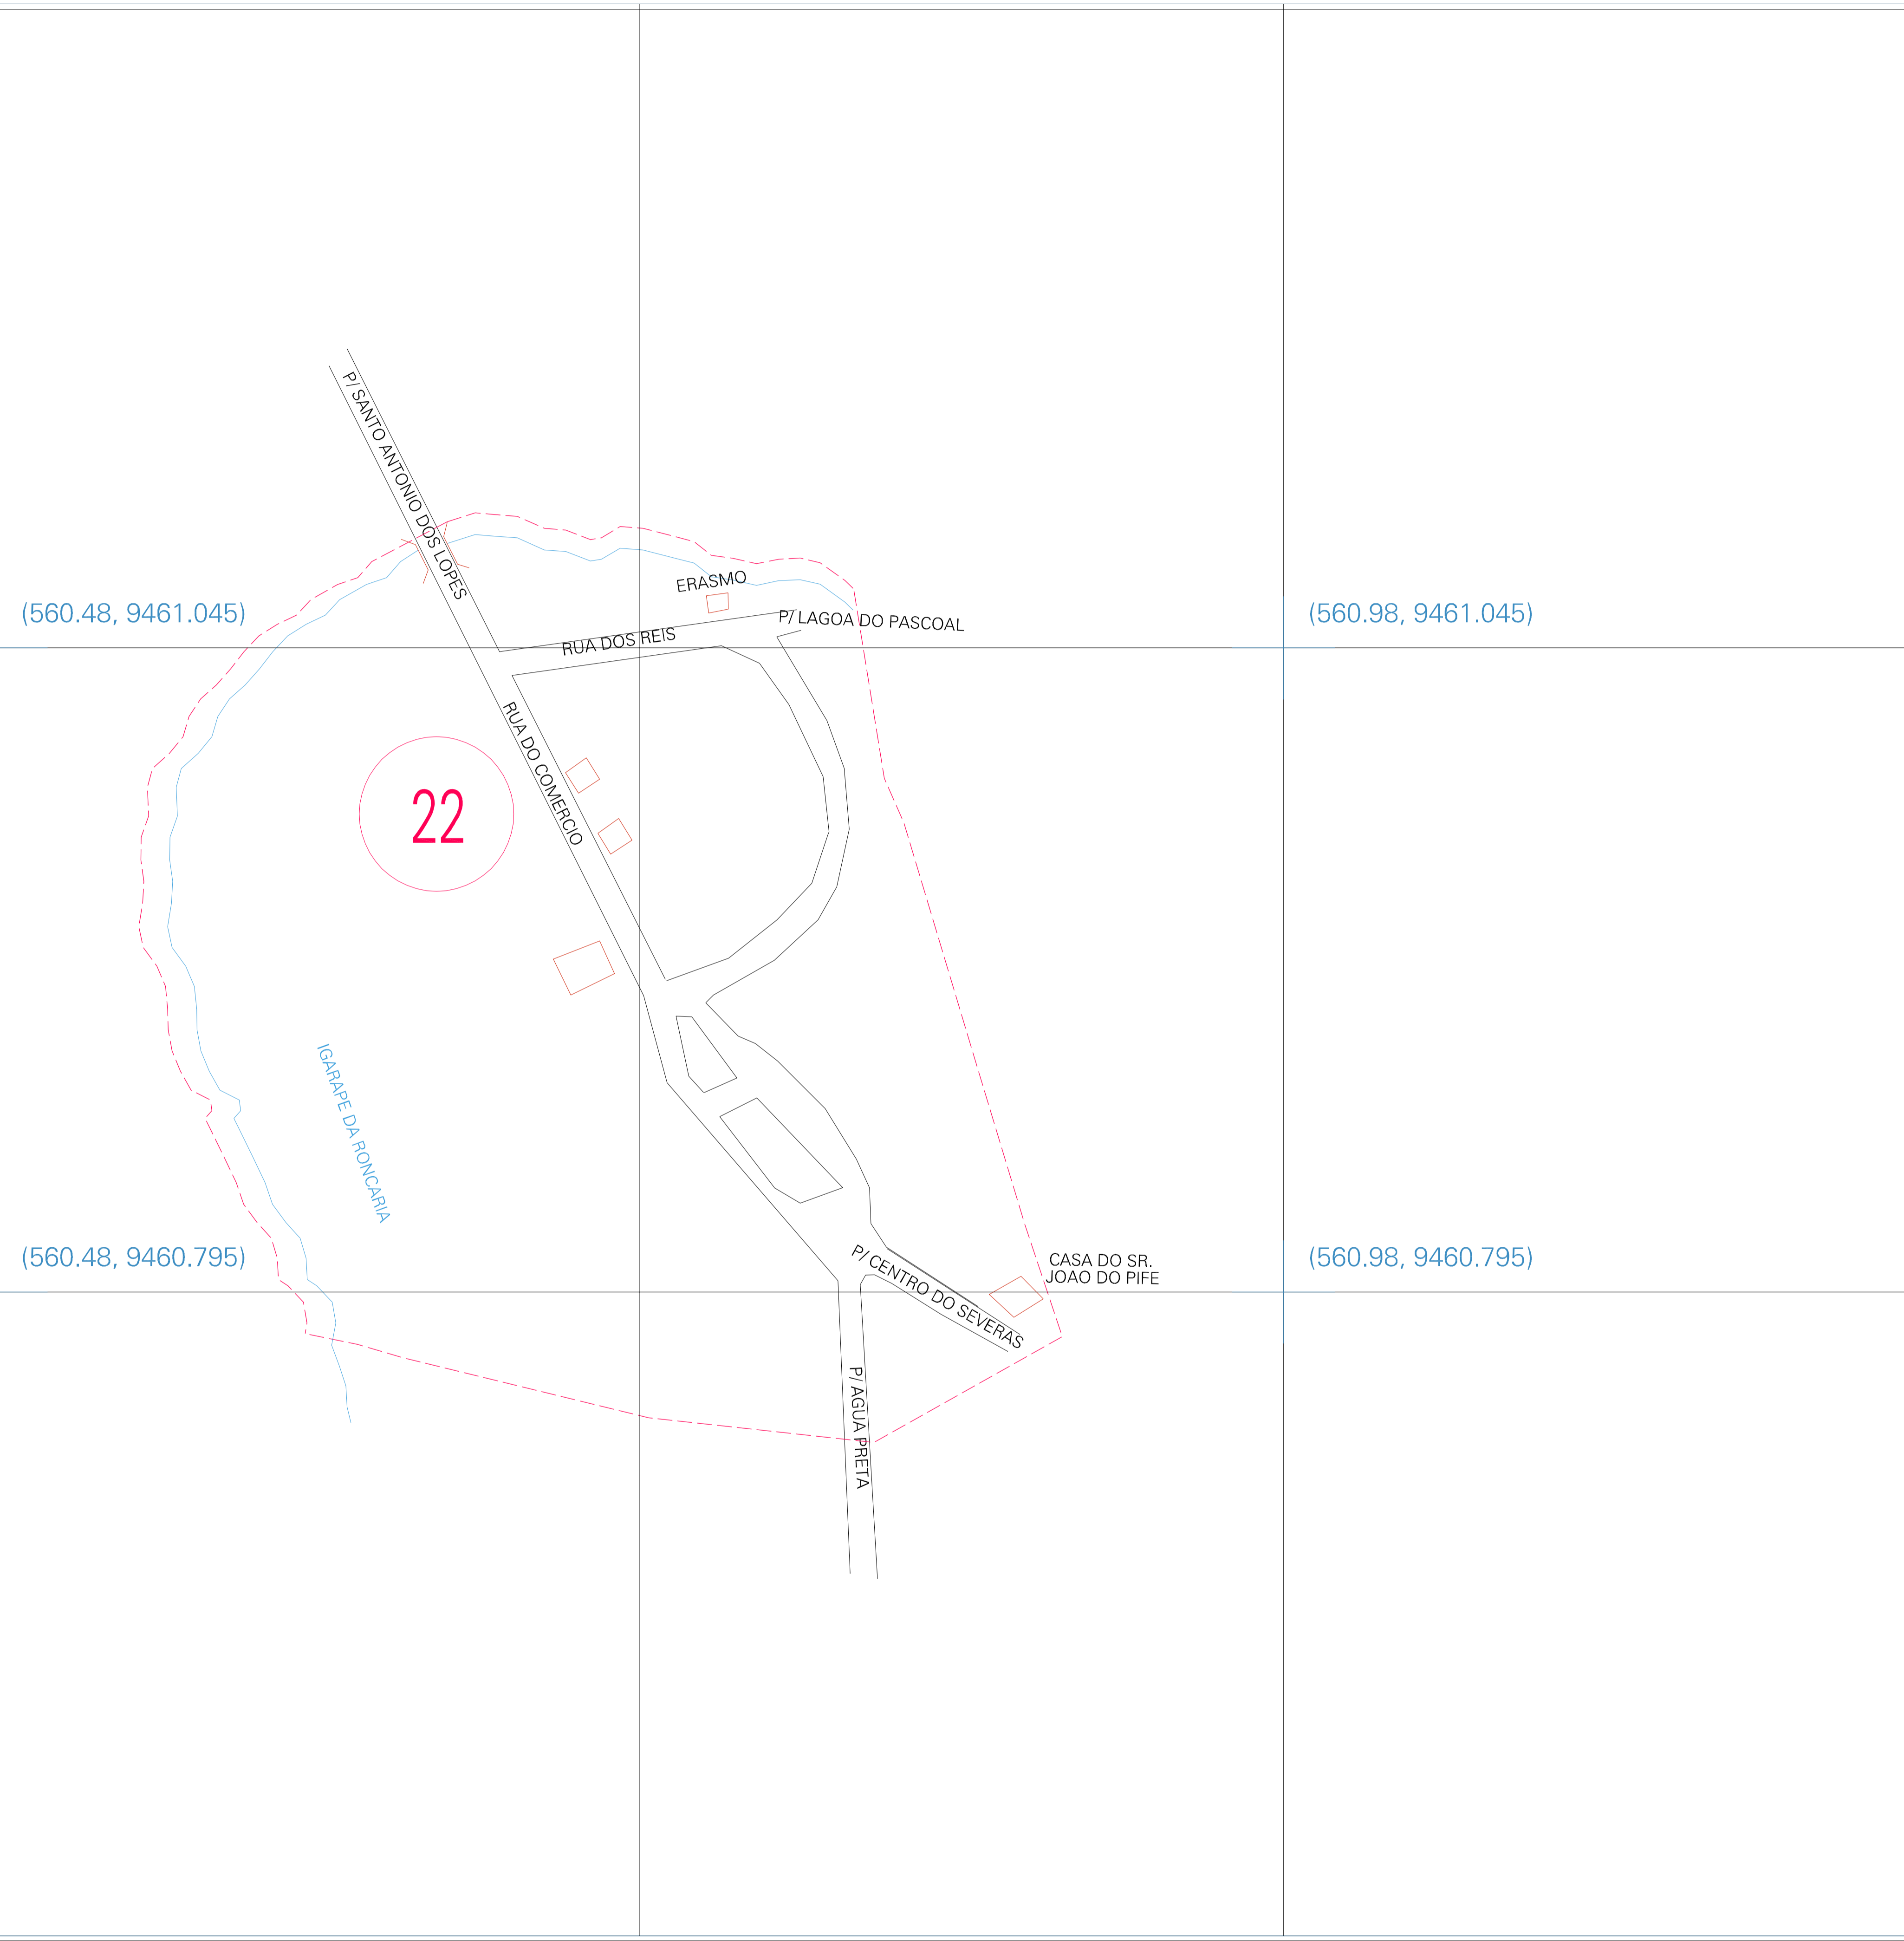 P/ SANTO ANTONIO DOS LOPES
ERASMO
(560.48, 9461.045)
P/ LAGOA DO PASCOAL
(560.98, 9461.045)
RUA DOS REIS
RUA DO COMERCIO
22
IGARAPE DA RONCARIA
(560.48, 9460.795)
P/ CENTRO DO SEVERAS
CASA DO SR.
JOAO DO PIFE
(560.98, 9460.795)
P/ AGUA PRETA